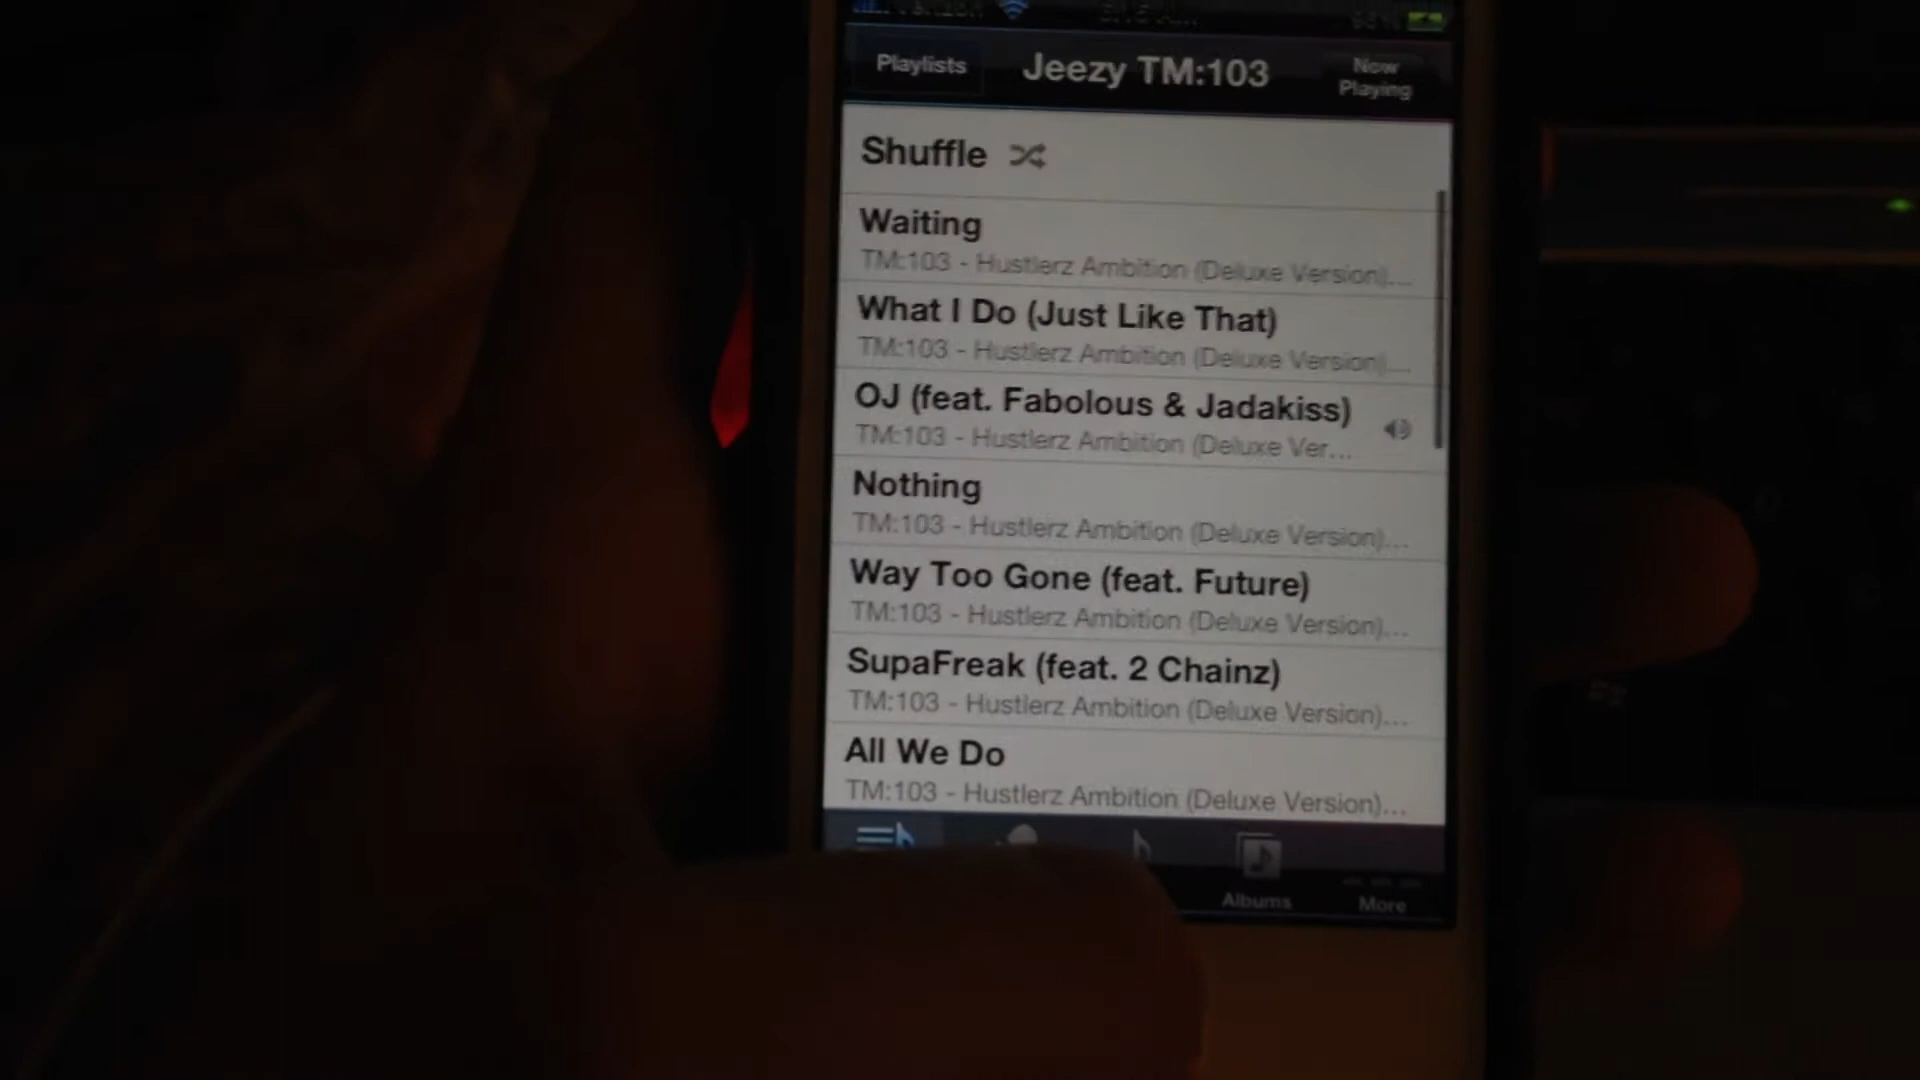 Playlists
Jeezy TM:103
Now
Playing
Shuffle
Waiting
TM:103 - Hustlerz Ambition (Deluxe Version)...
What I Do (Just Like That)
TM:103 - Hustlerz Ambition (Deluxe Version)...
OJ (feat. Fabolous & Jadakiss)
TM:103 - Hustlerz Ambition (Deluxe Ver...
Nothing
TM:103 - Hustlerz Ambition (Deluxe Version)...
Way Too Gone (feat. Future)
TM:103 - Hustlerz Ambition (Deluxe Version)...
SupaFreak (feat. 2 Chainz)
TM:103 - Hustlerz Ambition (Deluxe Version)...
All We Do
TM:103 - Hustlerz Ambition (Deluxe Version)...
Albums
More